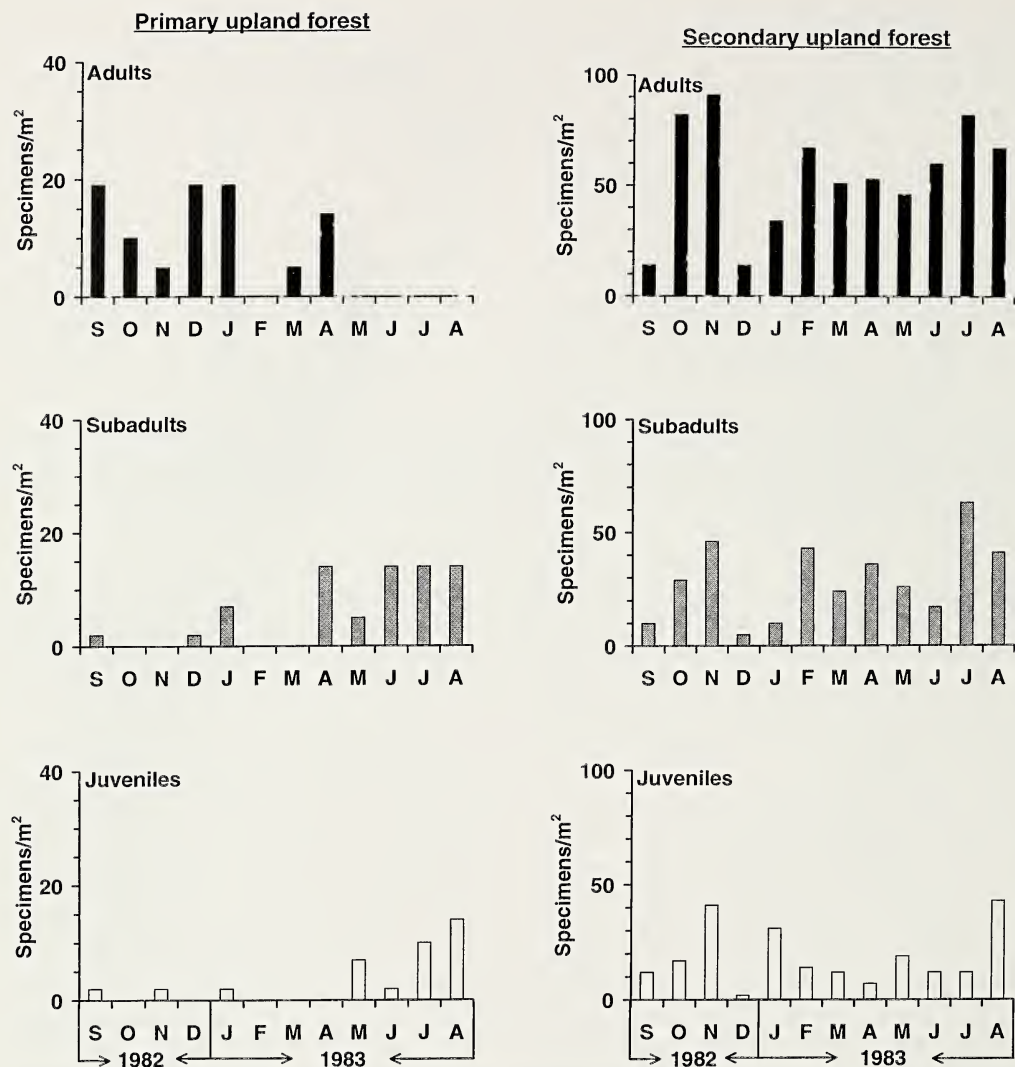 Primary upland forest
Secondary upland forest
40
Adults
20
0
Specimens/m²
S O N D J F M A M J J A
100
Adults
50
0
Specimens/m²
S O N D J F M A M J J A
40
Subadults
20
0
Specimens/m²
S O N D J F M A M J J A
100
Subadults
50
0
Specimens/m²
S O N D J F M A M J J A
40
Juveniles
20
0
Specimens/m²
S O N D J F M A M J J A
1982 1983
100
Juveniles
50
0
Specimens/m²
S O N D J F M A M J J A
1982 1983